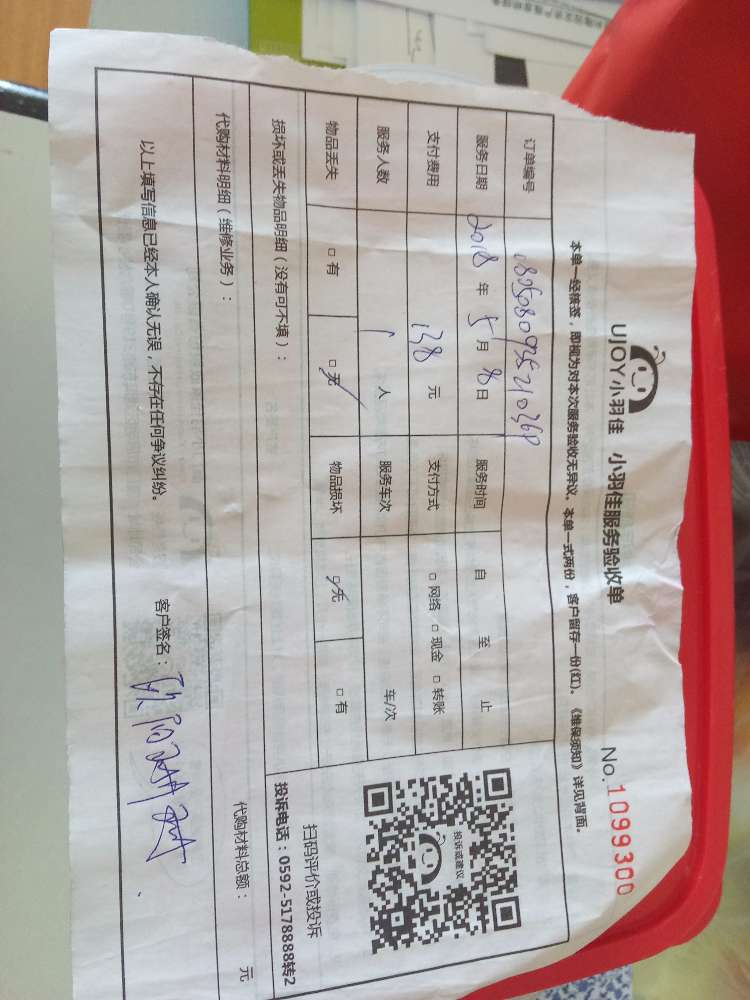 UJOY小羽佳 小羽佳服务验收单 No.1099300
本单一经核签，即视为对本次服务验收无异议。本单一式两份，客户留存一份(红)。《维保须知》详见背面。
订单编号
服务日期 2018 年 5 月 8 日 服务时间 自 至 止
支付费用 138 元 支付方式 □ 网络 □ 现金 □ 转账
服务人数 1 人 服务车次 车/次
物品丢失 □ 有 □ 无 物品损坏 □ 无 □ 有
投诉或建议
扫码评价或投诉
投诉电话：0592-5178888转2
损坏或丢失物品明细（没有可不填）：
代购材料明细（维修业务）： 代购材料总额： 元
以上填写信息已经本人确认无误，不存在任何争议纠纷。 客户签名：